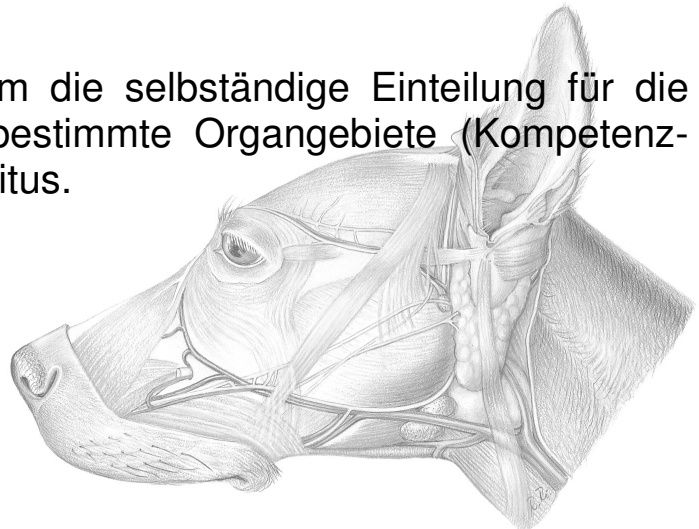 m die selbständige Einteilung für die
bestimmte Organgebiete (Kompetenz-
itus.